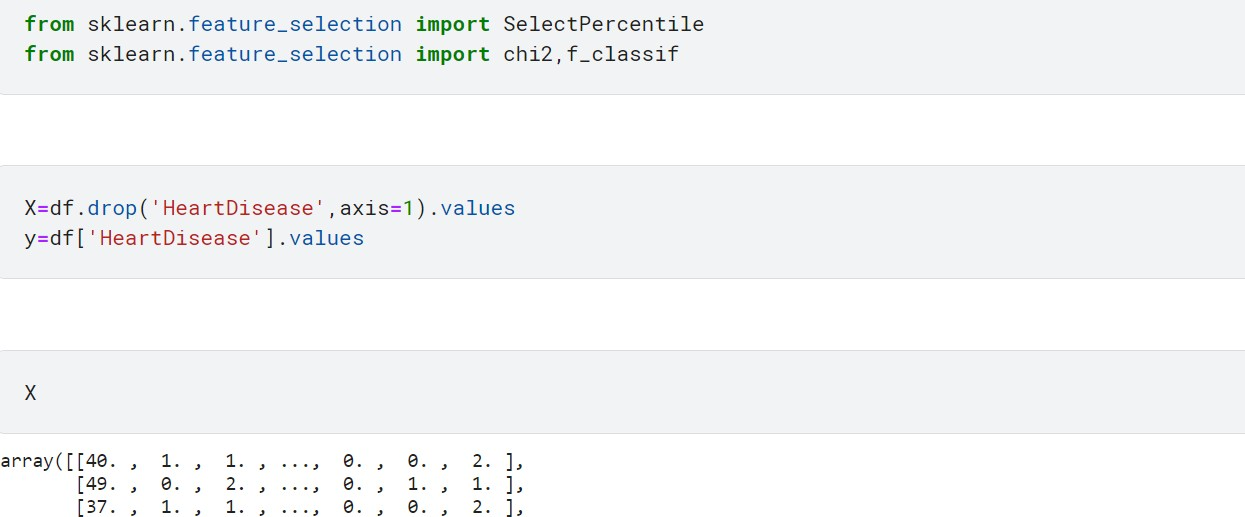 from sklearn.feature_selection import SelectPercentile
from sklearn.feature_selection import chi2,f_classif
X=df.drop('HeartDisease',axis=1).values
y=df['HeartDisease'].values
X
array([[40. ,  1. ,  1. , ...,  0. ,  0. ,  2. ],
       [49. ,  0. ,  2. , ...,  0. ,  1. ,  1. ],
       [37. ,  1. ,  1. , ...,  0. ,  0. ,  2. ],